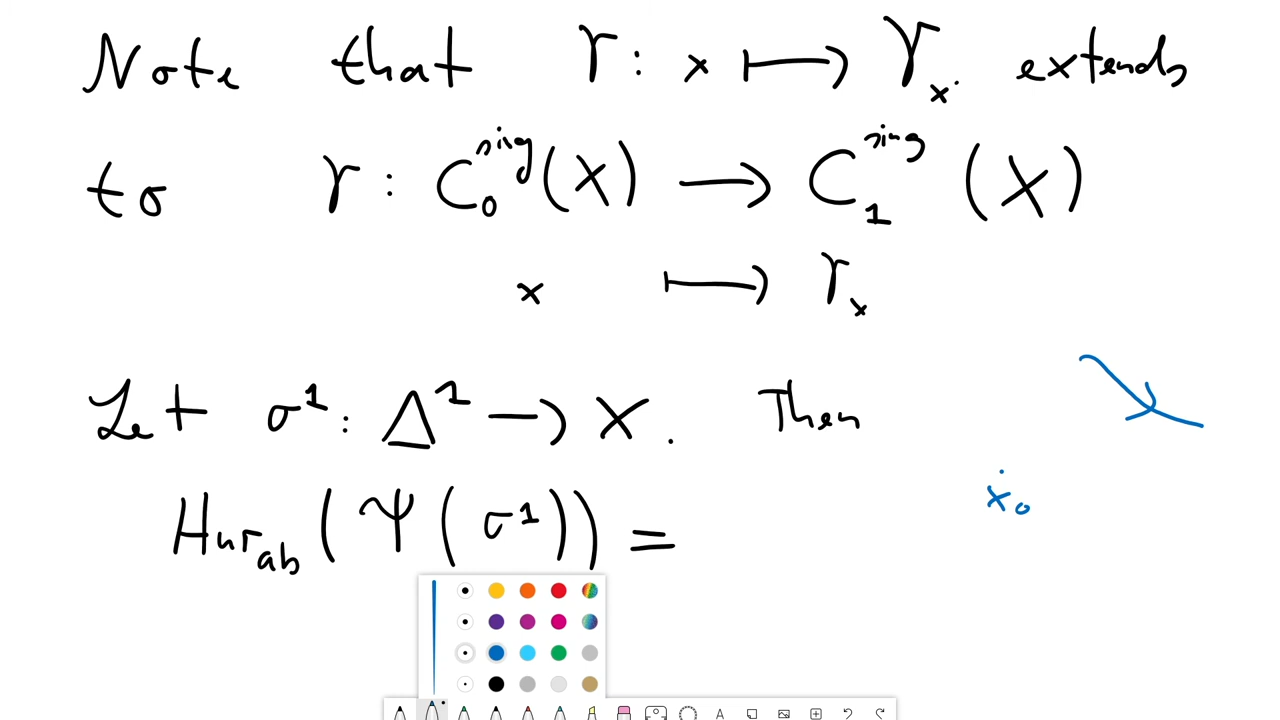 Note that γ: x ↦ γ_x. extends
to γ: C_0^sing(X) → C_1^sing(X)
x ↦ γ_x
Let σ^1: Δ^1 → X. Then
Hur_ab(Ψ(σ^1)) =
x_0
A